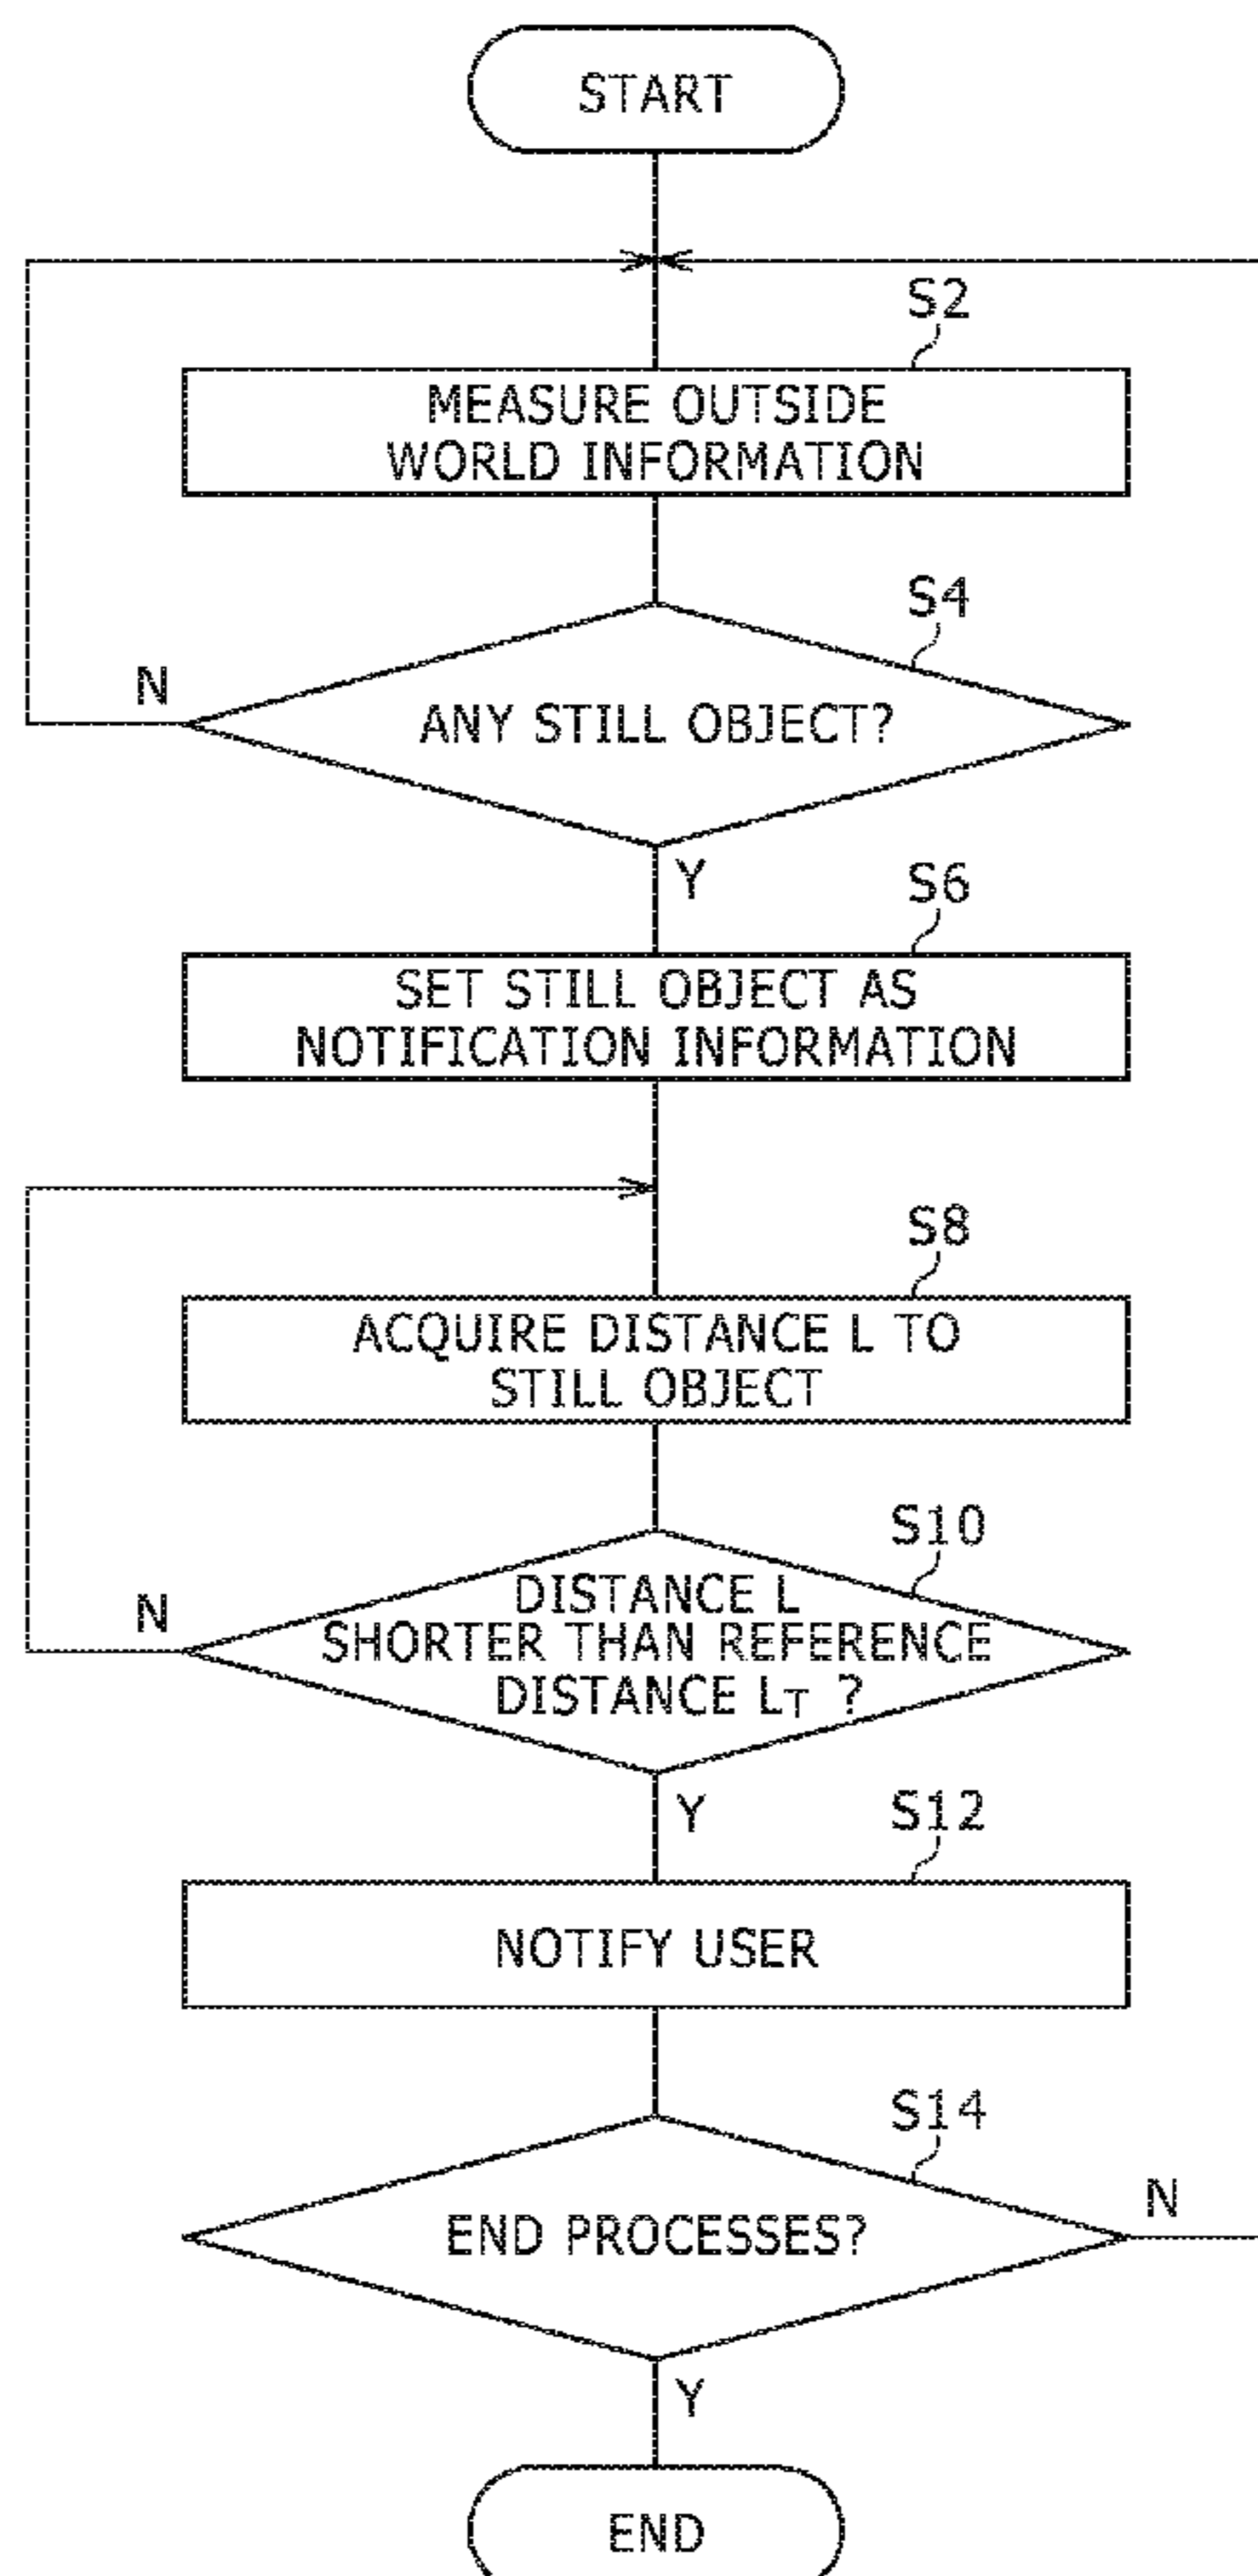 START
S2
MEASURE OUTSIDE
WORLD INFORMATION
S4
N
ANY STILL OBJECT?
Y
S6
SET STILL OBJECT AS
NOTIFICATION INFORMATION
S8
ACQUIRE DISTANCE L TO
STILL OBJECT
S10
N
DISTANCE L
SHORTER THAN REFERENCE
DISTANCE LT ?
Y
S12
NOTIFY USER
S14
N
END PROCESSES?
Y
END